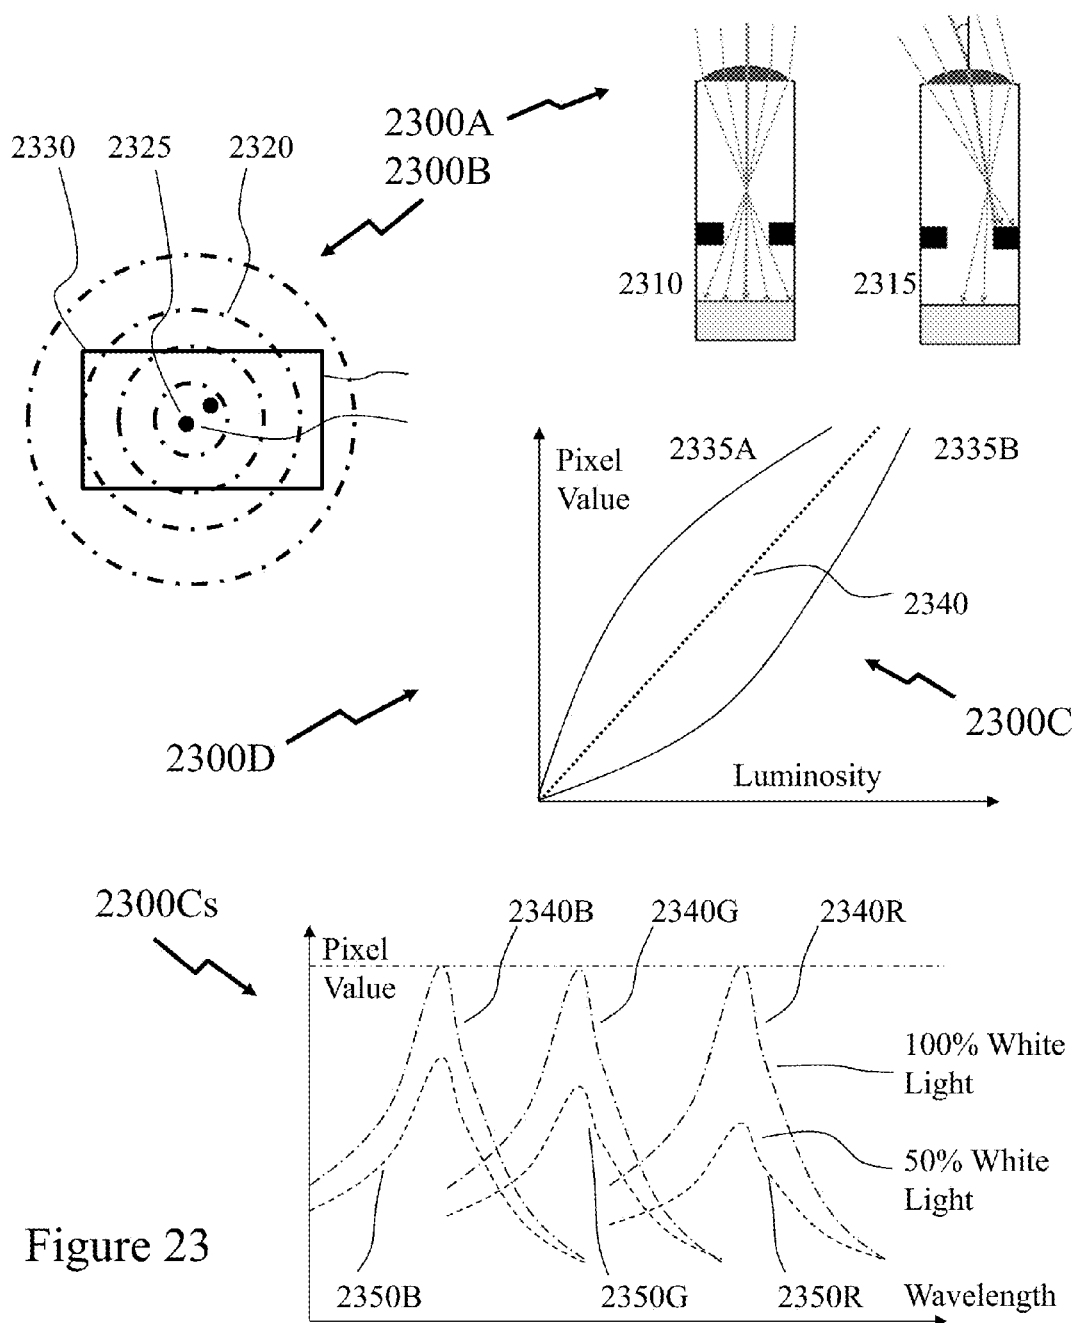 2300A
2300B
2330
2325
2320
2310
2315
Pixel
Value
2335A
2335B
2340
2300C
2300D
Luminosity
2300Cs
2340B
2340G
2340R
Pixel
Value
100% White
Light
50% White
Light
Figure 23
2350B
2350G
2350R
Wavelength